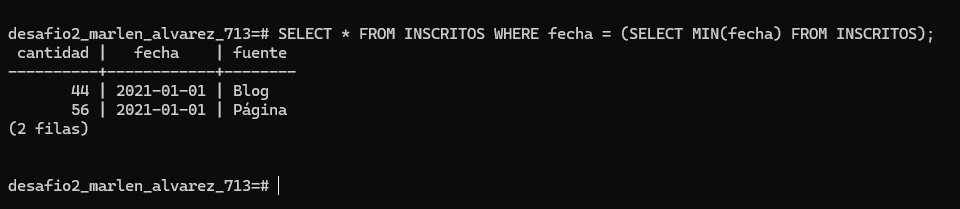 desafio2_marlen_alvarez_713=# SELECT * FROM INSCRITOS WHERE fecha = (SELECT MIN(fecha) FROM INSCRITOS);
 cantidad |   fecha    | fuente
----------+------------+--------
       44 | 2021-01-01 | Blog
       56 | 2021-01-01 | Página
(2 filas)
desafio2_marlen_alvarez_713=#